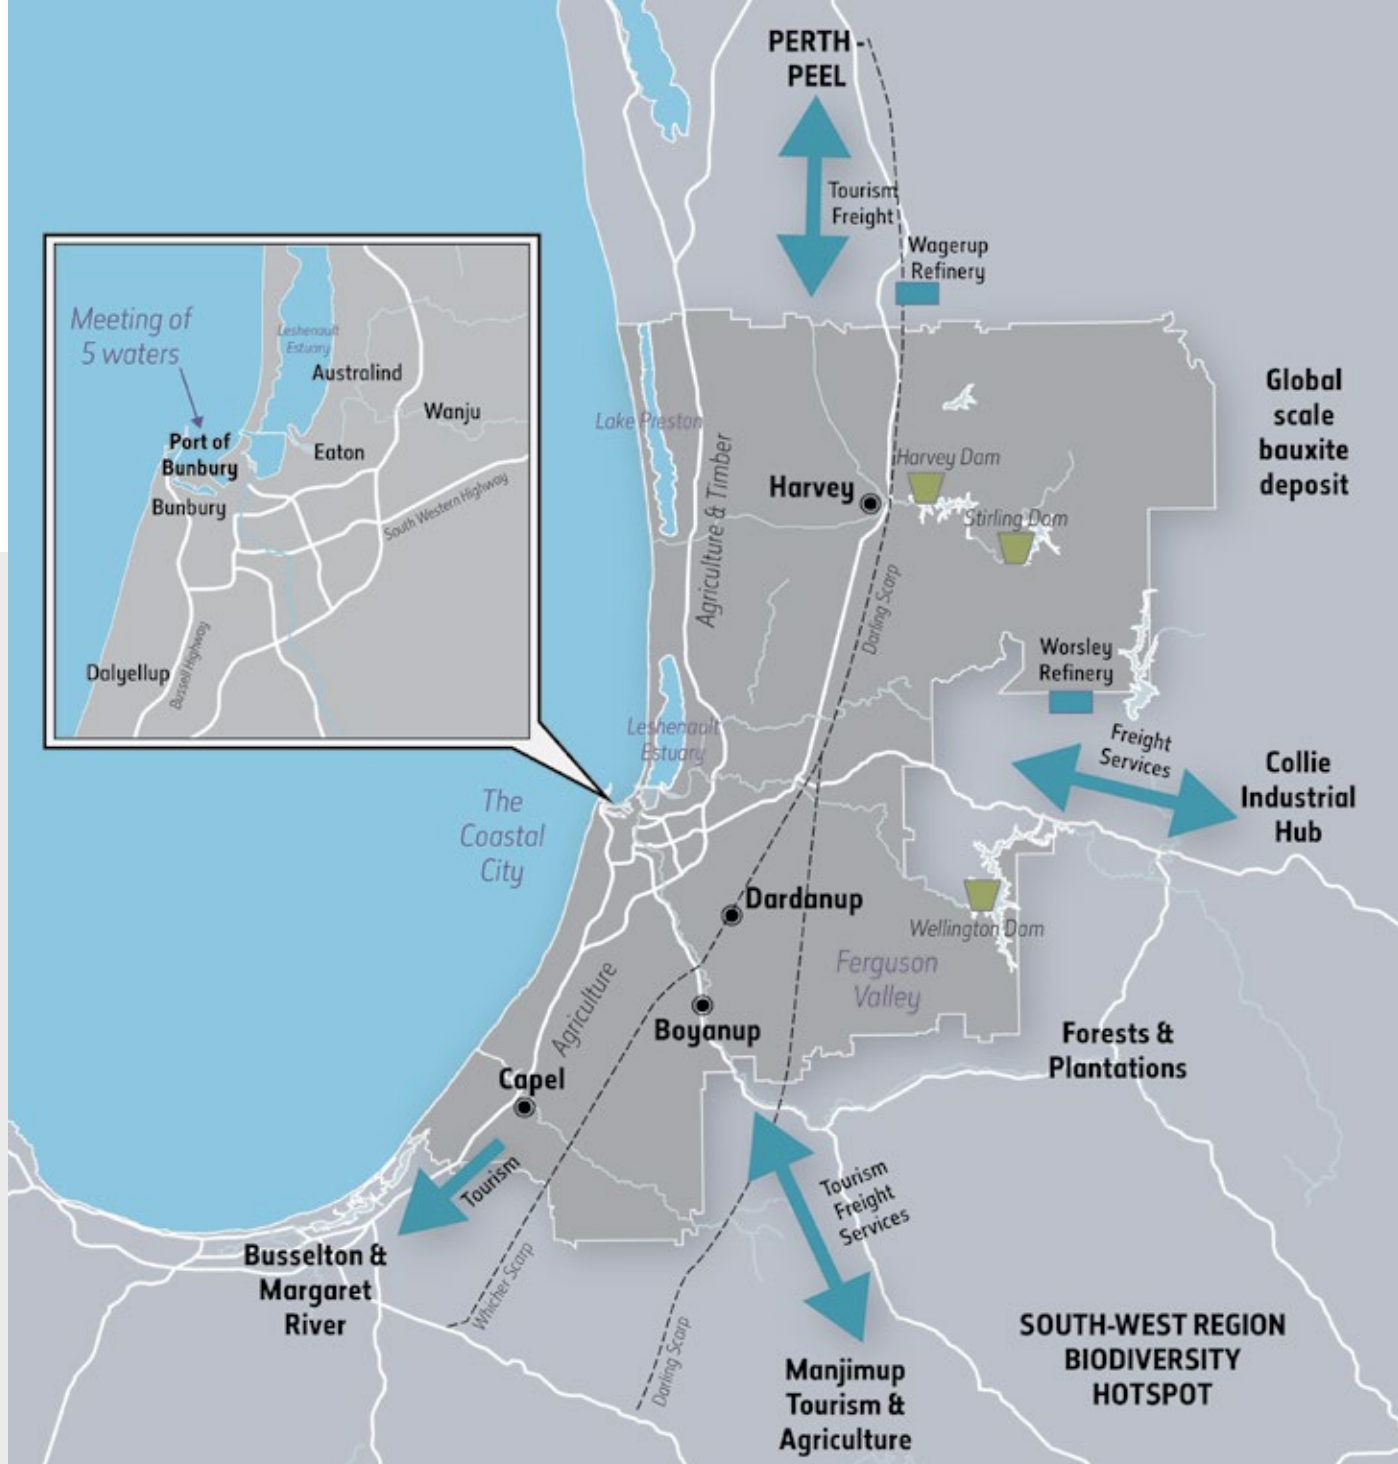 PERTH-
PEEL
Tourism
Freight
Wagerup
Refinery
Meeting of
5 waters
Leshenault
Estuary
Australind
Wanju
Port of
Bunbury
Eaton
Bunbury
South Western Highway
Dalyellup
Bussell Highway
Lake Preston
Agriculture & Timber
Harvey
Harvey Dam
Stirling Dam
Darling Scarp
Global
scale
bauxite
deposit
Worsley
Refinery
Leshenault
Estuary
Freight
Services
Collie
Industrial
Hub
The
Coastal
City
Dardanup
Wellington Dam
Ferguson
Valley
Agriculture
Boyanup
Forests &
Plantations
Capel
Tourism
Tourism
Freight
Services
Busselton &
Margaret
River
Whicher Scarp
Darling Scarp
SOUTH-WEST REGION
BIODIVERSITY
HOTSPOT
Manjimup
Tourism &
Agriculture